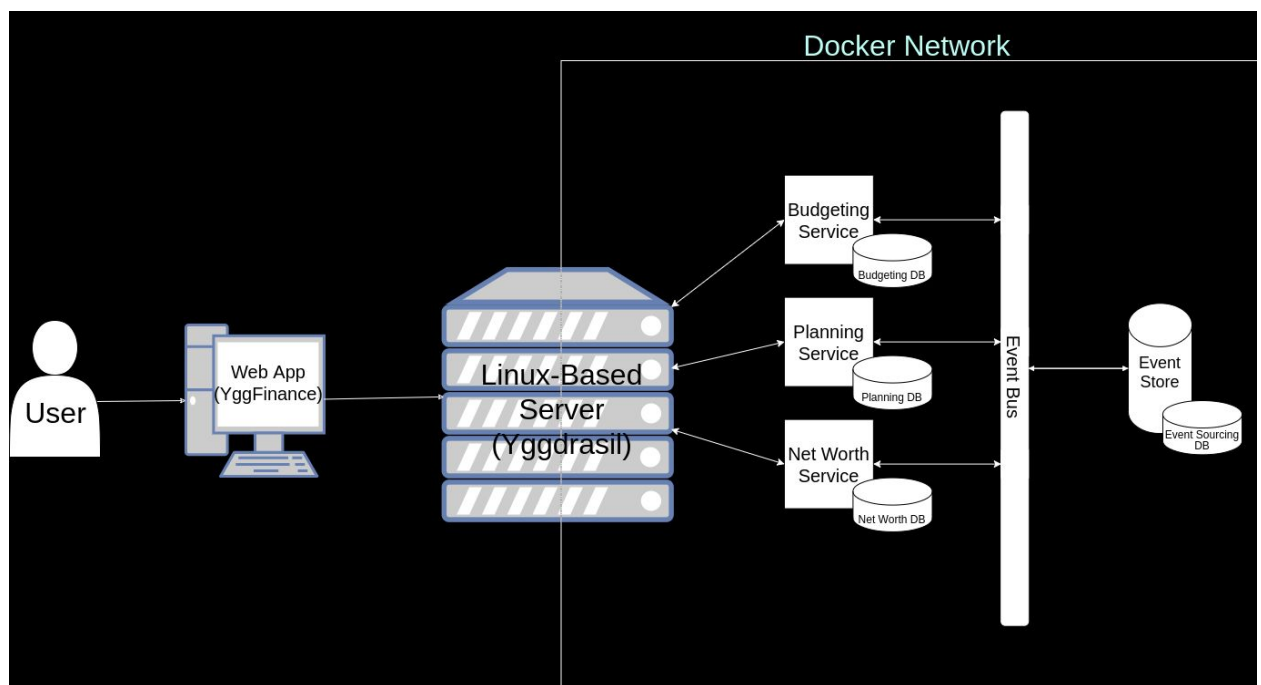 Docker Network
User
Web App
(YggFinance)
Linux-Based
Server
(Yggdrasil)
Budgeting
Service
Budgeting DB
Planning
Service
Planning DB
Net Worth
Service
Net Worth DB
Event Bus
Event
Store
Event Sourcing
DB